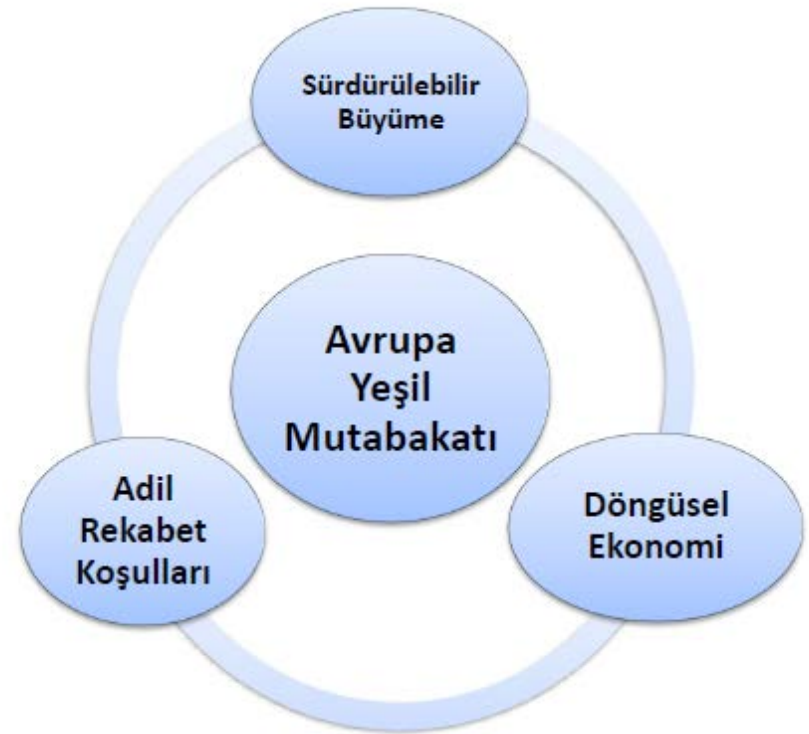 Sürdürülebilir
Büyüme
Avrupa
Yeşil
Mutabakatı
Adil
Rekabet
Koşulları
Döngüsel
Ekonomi